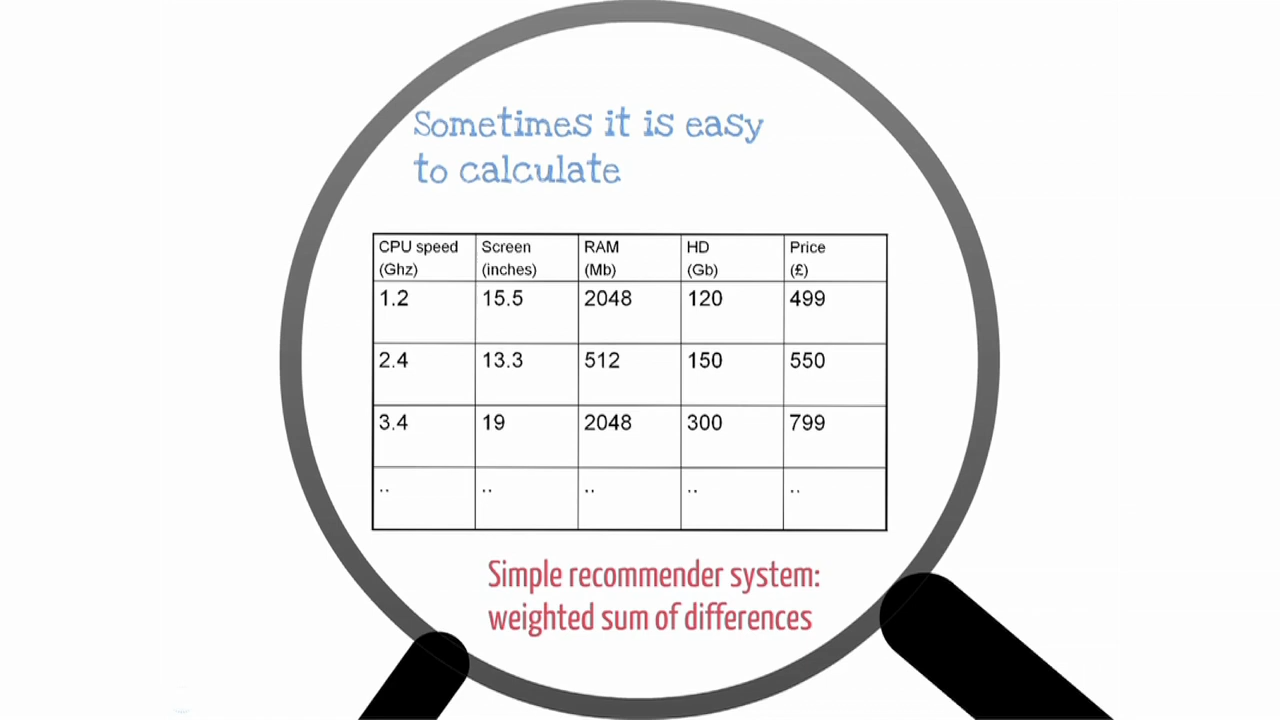 Sometimes it is easy
to calculate
CPU speed (Ghz) Screen (inches) RAM (Mb) HD (Gb) Price (£)
1.2 15.5 2048 120 499
2.4 13.3 512 150 550
3.4 19 2048 300 799
.. .. .. .. ..
Simple recommender system:
weighted sum of differences